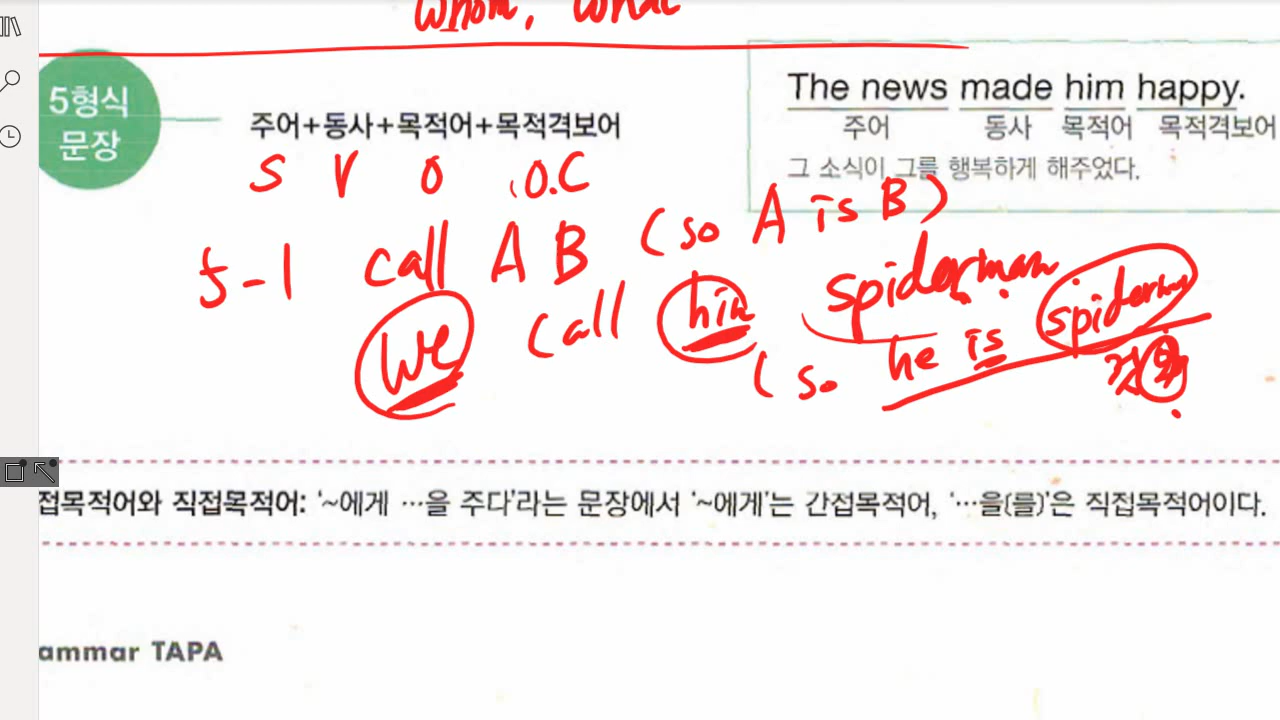 whom, what
5형식
문장
주어+동사+목적어+목적격보어
S V O O.C
The news made him happy.
주어 동사 목적어 목적격보어
그 소식이 그를 행복하게 해주었다.
5-1 call A B (so A is B)
we call him spiderman
(so he is spiderman
접목적어와 직접목적어: '~에게 …을 주다'라는 문장에서 '~에게'는 간접목적어, '…을(를)'은 직접목적어이다.
ammar TAPA